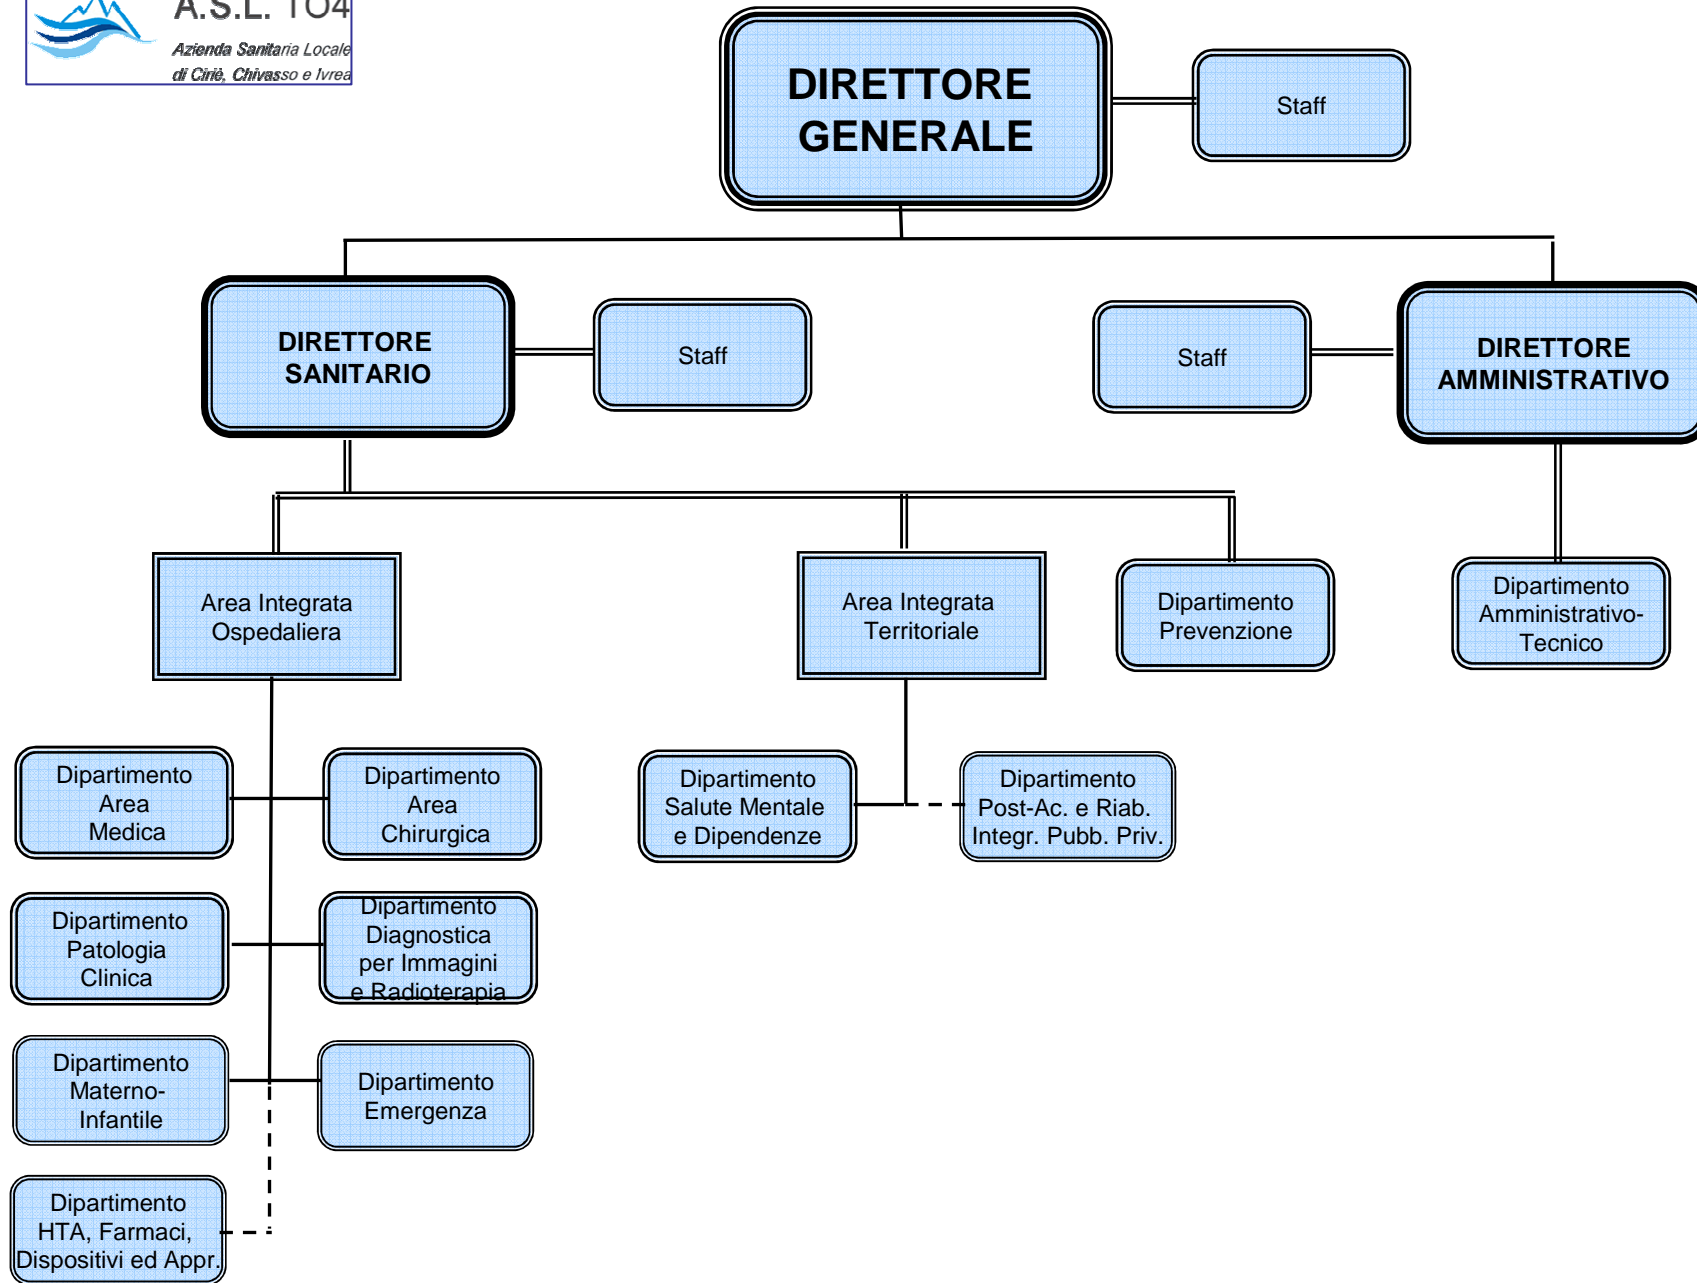 A.S.L. TO4
Azienda Sanitaria Locale
di Ciriè, Chivasso e Ivrea
DIRETTORE
GENERALE
Staff
DIRETTORE
SANITARIO
Staff
Staff
DIRETTORE
AMMINISTRATIVO
Area Integrata
Ospedaliera
Area Integrata
Territoriale
Dipartimento
Prevenzione
Dipartimento
Amministrativo-
Tecnico
Dipartimento
Area
Medica
Dipartimento
Area
Chirurgica
Dipartimento
Salute Mentale
e Dipendenze
Dipartimento
Post-Ac. e Riab.
Integr. Pubb. Priv.
Dipartimento
Patologia
Clinica
Dipartimento
Diagnostica
per Immagini
e Radioterapia
Dipartimento
Materno-
Infantile
Dipartimento
Emergenza
Dipartimento
HTA, Farmaci,
Dispositivi ed Appr.